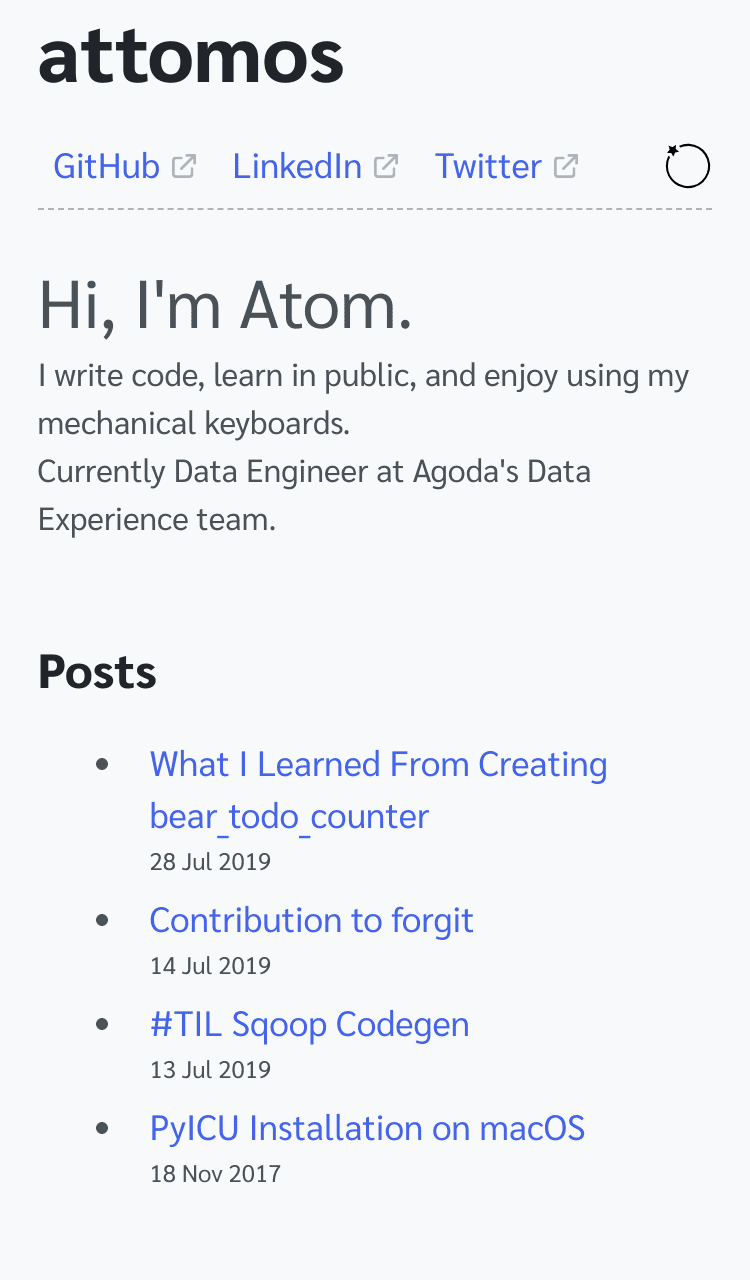 attomos
GitHub
LinkedIn
Twitter
Hi, I'm Atom.
I write code, learn in public, and enjoy using my
mechanical keyboards.
Currently Data Engineer at Agoda's Data
Experience team.
Posts
What I Learned From Creating
bear_todo_counter
28 Jul 2019
Contribution to forgit
14 Jul 2019
#TIL Sqoop Codegen
13 Jul 2019
PyICU Installation on macOS
18 Nov 2017